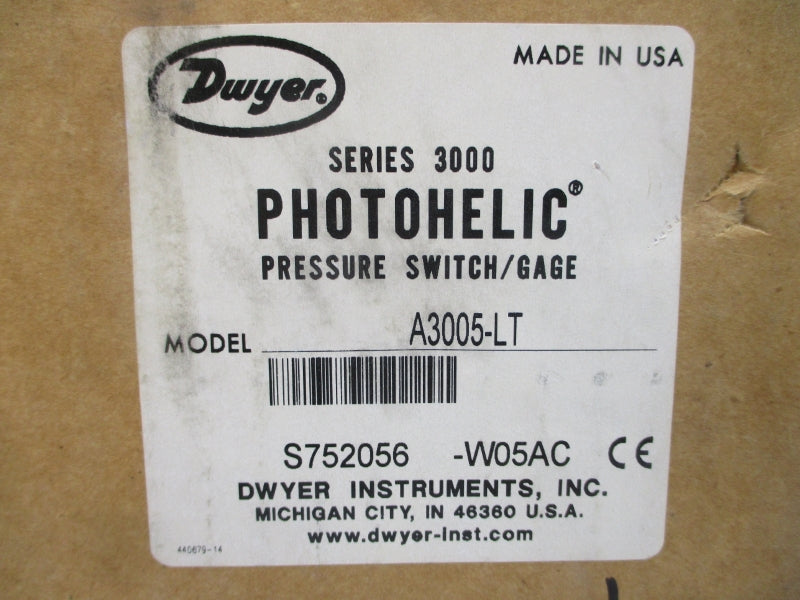 Dwyer®
MADE IN USA
SERIES 3000
PHOTOHELIC®
PRESSURE SWITCH/GAGE
MODEL A3005-LT
S752056 -W05AC CE
DWYER INSTRUMENTS, INC.
MICHIGAN CITY, IN 46360 U.S.A.
www.dwyer-inst.com
440679-14